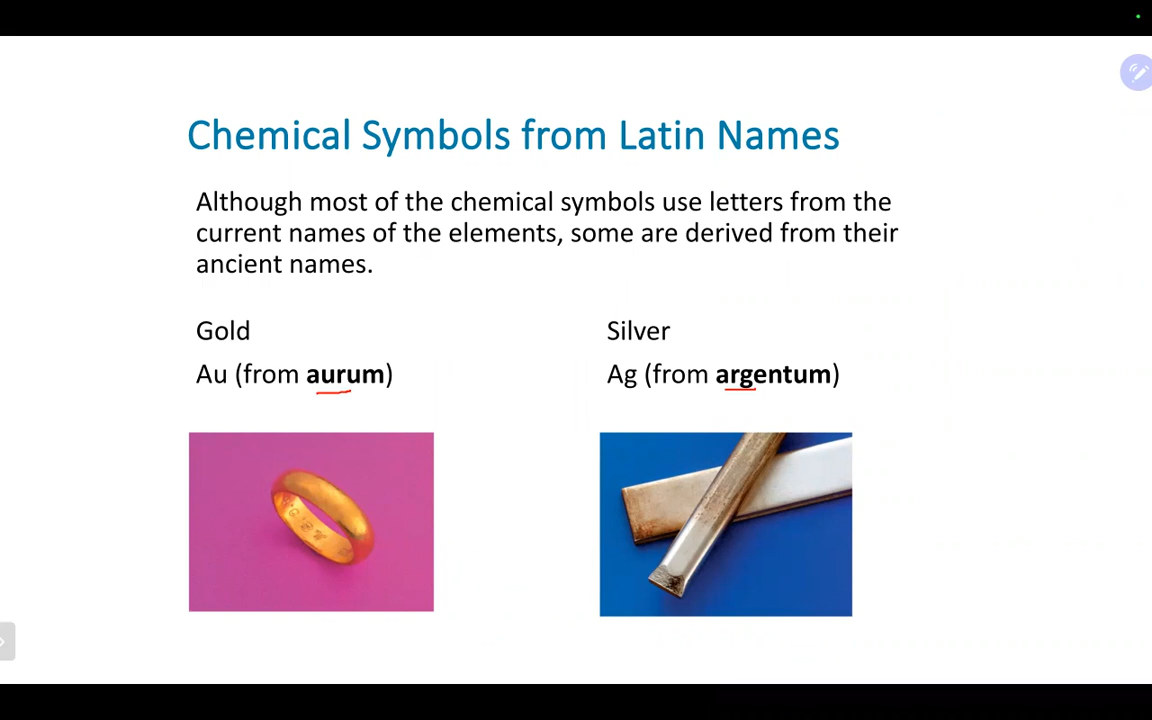 Chemical Symbols from Latin Names
Although most of the chemical symbols use letters from the
current names of the elements, some are derived from their
ancient names.
Gold
Au (from aurum)
Silver
Ag (from argentum)